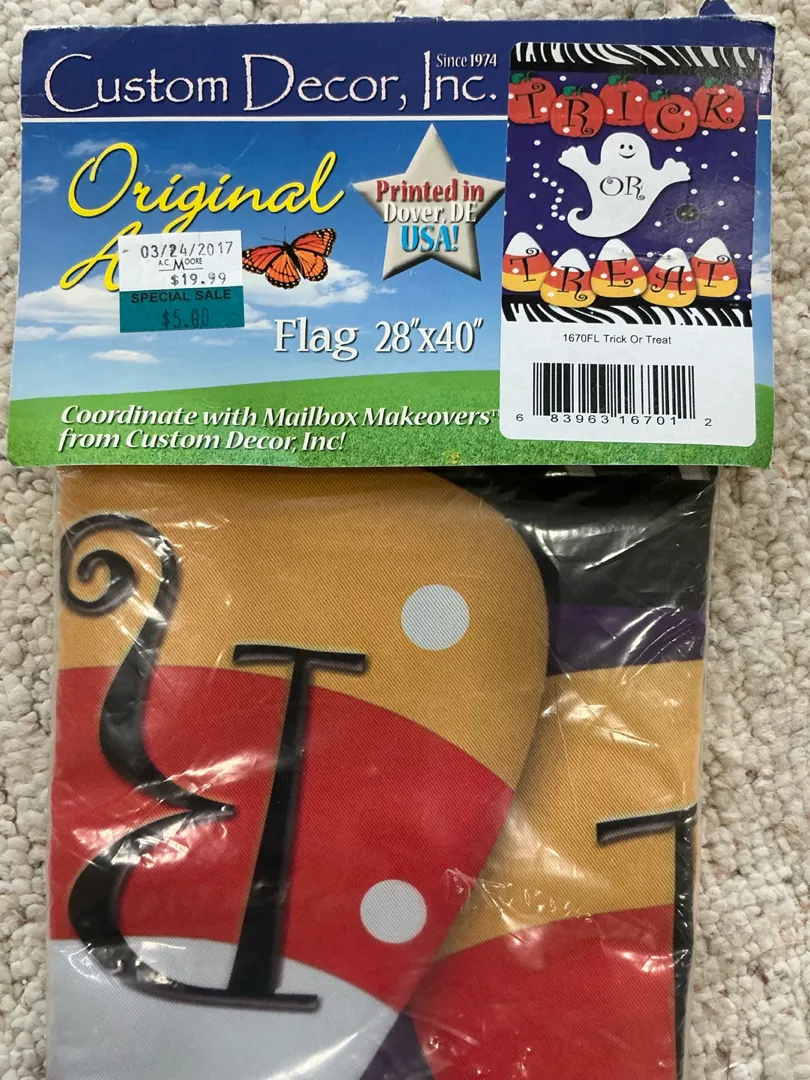 Custom Decor, Inc.
Since 1974
Original
Printed in
Dover, DE
USA!
03/24/2017
A.C. MOORE
$19.99
SPECIAL SALE
$5.00
Flag 28"x40"
Coordinate with Mailbox Makeovers™
from Custom Decor, Inc!
TRICK
OR
TREAT
1670FL Trick Or Treat
6 83963 16701 2